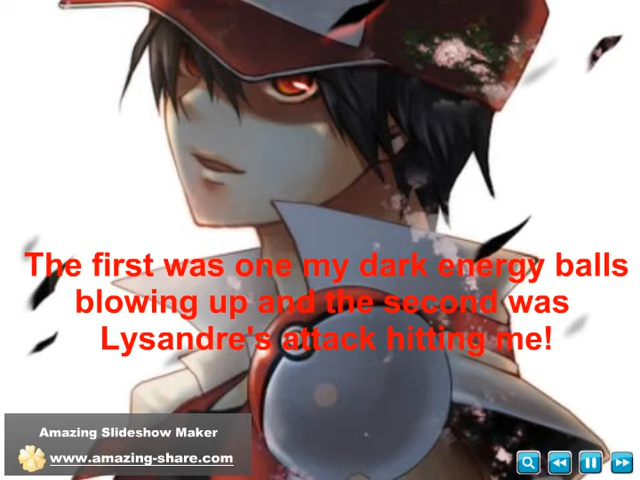 The first was one my dark energy balls
blowing up and the second was
Lysandre's attack hitting me!
Amazing Slideshow Maker
www.amazing-share.com